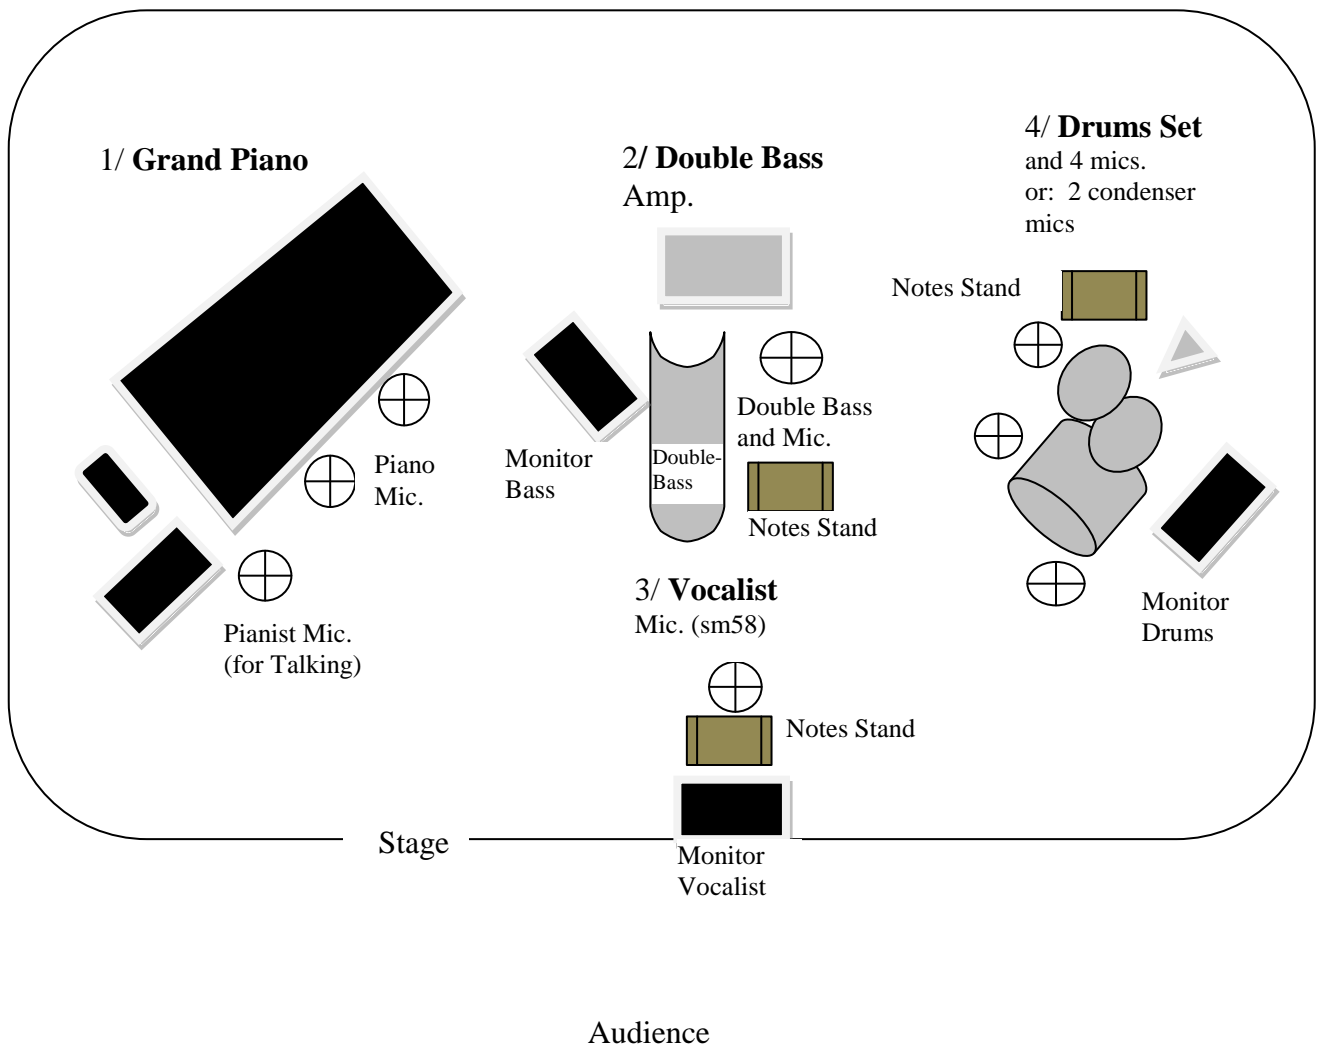 1/ Grand Piano
2/ Double Bass
Amp.
4/ Drums Set
and 4 mics.
or:  2 condenser
mics
Notes Stand
Piano
Mic.
Monitor
Bass
Double-
Bass
Double Bass
and Mic.
Notes Stand
Pianist Mic.
(for Talking)
3/ Vocalist
Mic. (sm58)
Monitor
Drums
Notes Stand
Stage
Monitor
Vocalist
Audience